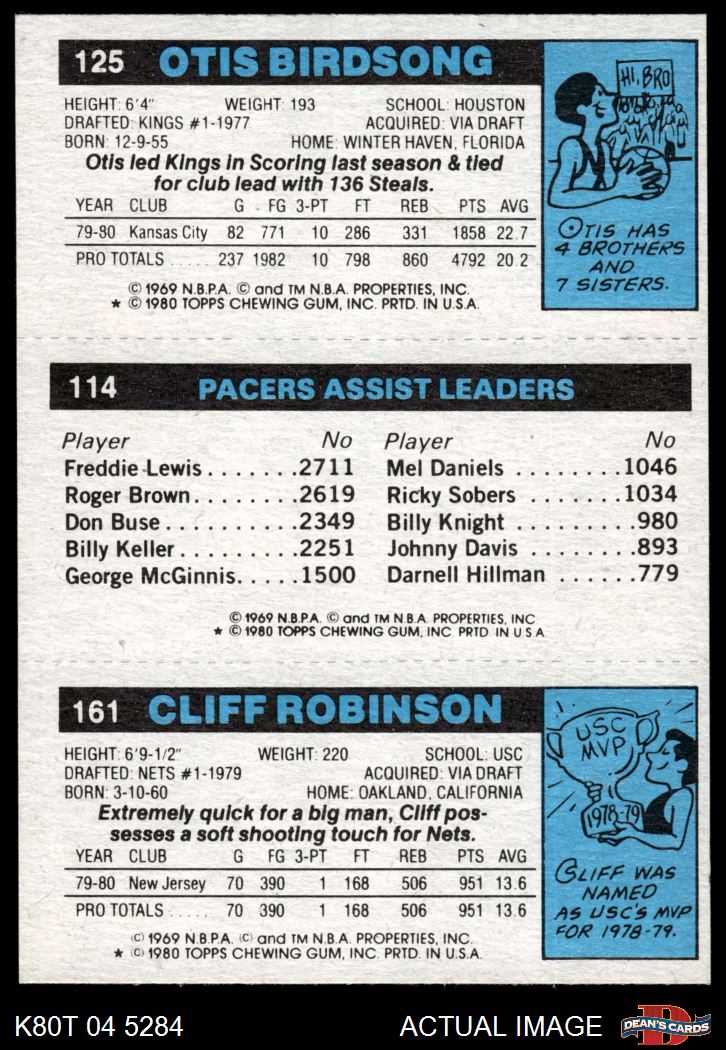 125 OTIS BIRDSONG
HEIGHT: 6'4" WEIGHT: 193 SCHOOL: HOUSTON
DRAFTED: KINGS #1-1977 ACQUIRED: VIA DRAFT
BORN: 12-9-55 HOME: WINTER HAVEN, FLORIDA
Otis led Kings in Scoring last season & tied
for club lead with 136 Steals.
YEAR CLUB G FG 3-PT FT REB PTS AVG
79-80 Kansas City 82 771 10 286 331 1858 22.7
PRO TOTALS ..... 237 1982 10 798 860 4792 20.2
© 1969 N.B.P.A. © and TM N.B.A. PROPERTIES, INC.
★ © 1980 TOPPS CHEWING GUM, INC. PRTD. IN U.S.A.
HI, BRO
OTIS HAS
4 BROTHERS
AND
7 SISTERS.
114 PACERS ASSIST LEADERS
Player No Player No
Freddie Lewis.......2711 Mel Daniels ........1046
Roger Brown........2619 Ricky Sobers .......1034
Don Buse..........2349 Billy Knight .........980
Billy Keller.........2251 Johnny Davis ........893
George McGinnis.....1500 Darnell Hillman ......779
© 1969 N.B.P.A. © and TM N.B.A. PROPERTIES, INC
★ © 1980 TOPPS CHEWING GUM, INC PRTD IN U S A
161 CLIFF ROBINSON
HEIGHT: 6'9-1/2" WEIGHT: 220 SCHOOL: USC
DRAFTED: NETS #1-1979 ACQUIRED: VIA DRAFT
BORN: 3-10-60 HOME: OAKLAND, CALIFORNIA
Extremely quick for a big man, Cliff pos-
sesses a soft shooting touch for Nets.
YEAR CLUB G FG 3-PT FT REB PTS AVG
79-80 New Jersey 70 390 1 168 506 951 13.6
PRO TOTALS ..... 70 390 1 168 506 951 13.6
© 1969 N.B.P.A. © and TM N.B.A. PROPERTIES, INC.
★ © 1980 TOPPS CHEWING GUM, INC. PRTD. IN U.S.A.
USC
MVP
1978-79
CLIFF WAS
NAMED
AS USC'S MVP
FOR 1978-79.
K80T 04 5284 ACTUAL IMAGE
D
DEAN'S CARDS